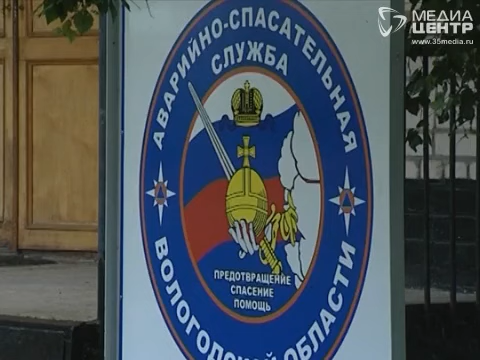 МЕДИА
ЦЕНТР
www.35media.ru
АВАРИЙНО-СПАСАТЕЛЬНАЯ
СЛУЖБА
ПРЕДОТВРАЩЕНИЕ
СПАСЕНИЕ
ПОМОЩЬ
ВОЛОГОДСКОЙ ОБЛАСТИ